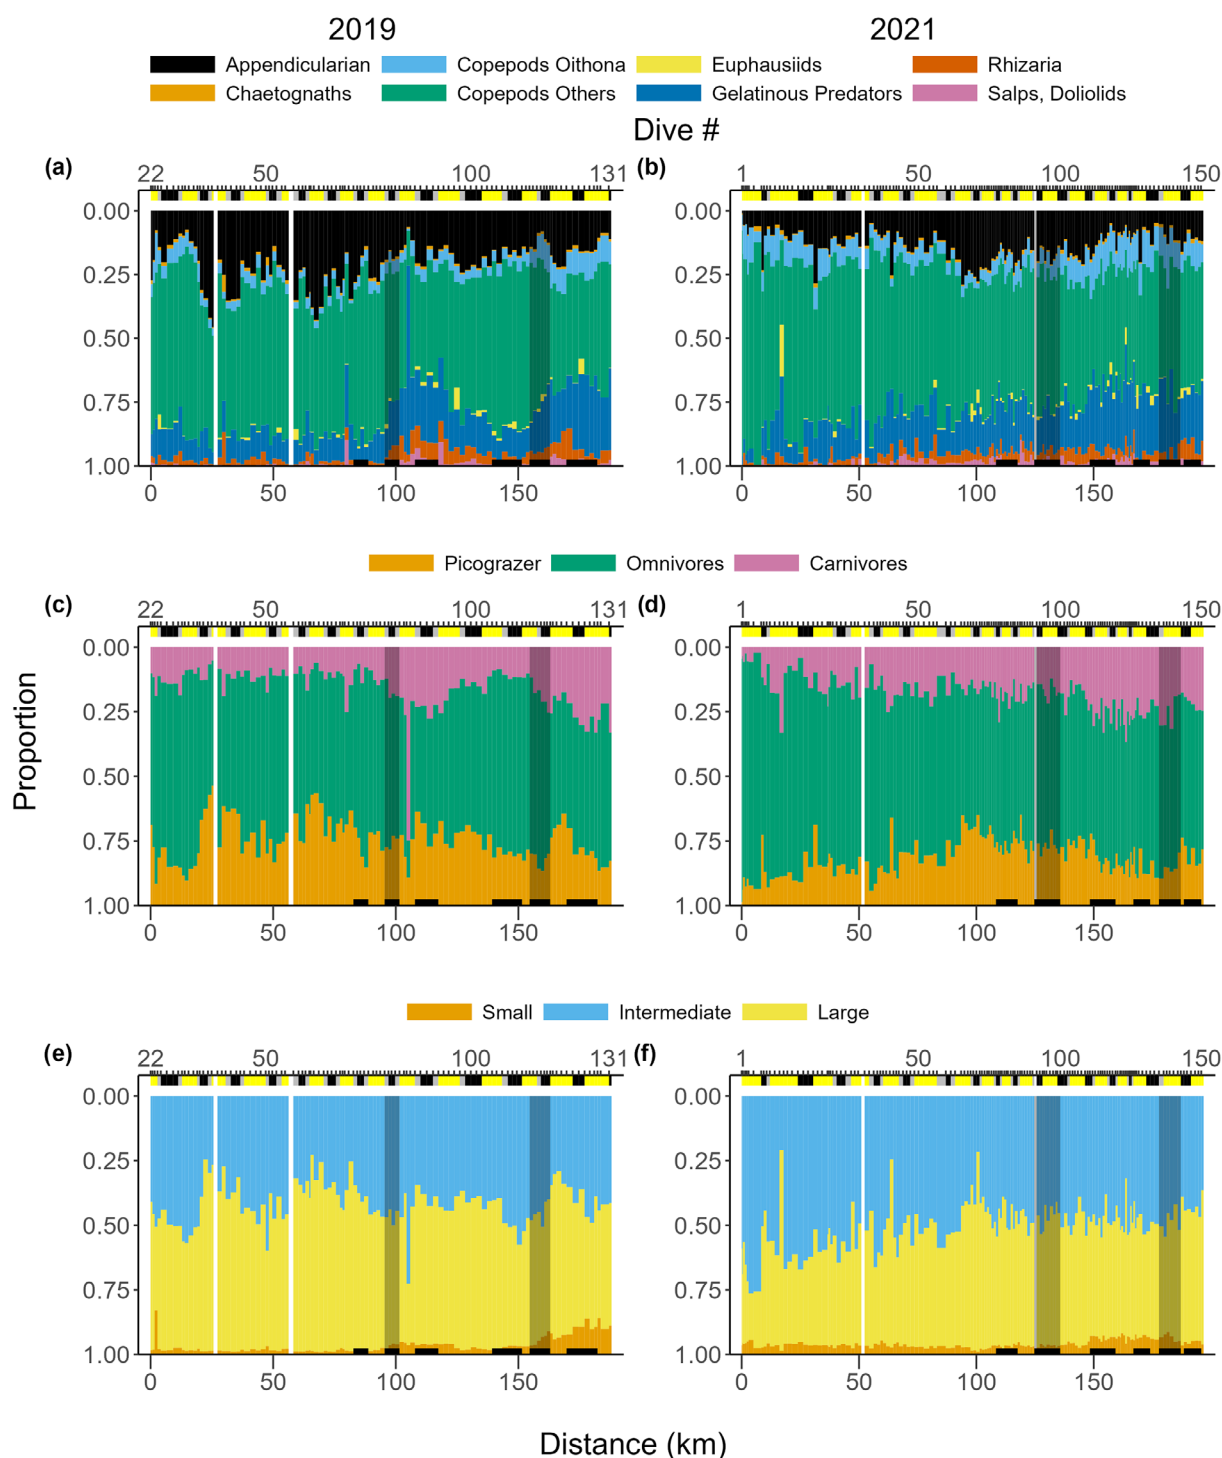 2019 2021
Appendicularian Copepods Oithona Euphausiids Rhizaria
Chaetognaths Copepods Others Gelatinous Predators Salps, Doliolids
Dive #
(a) 22 50 100 131 (b) 1 50 100 150
0.00 0.00
0.25 0.25
0.50 0.50
0.75 0.75
1.00 1.00
0 50 100 150 0 50 100 150
Picograzer Omnivores Carnivores
(c) 22 50 100 131 (d) 1 50 100 150
0.00 0.00
0.25 0.25
0.50 0.50
0.75 0.75
1.00 1.00
0 50 100 150 0 50 100 150
Proportion
Small Intermediate Large
(e) 22 50 100 131 (f) 1 50 100 150
0.00 0.00
0.25 0.25
0.50 0.50
0.75 0.75
1.00 1.00
0 50 100 150 0 50 100 150
Distance (km)